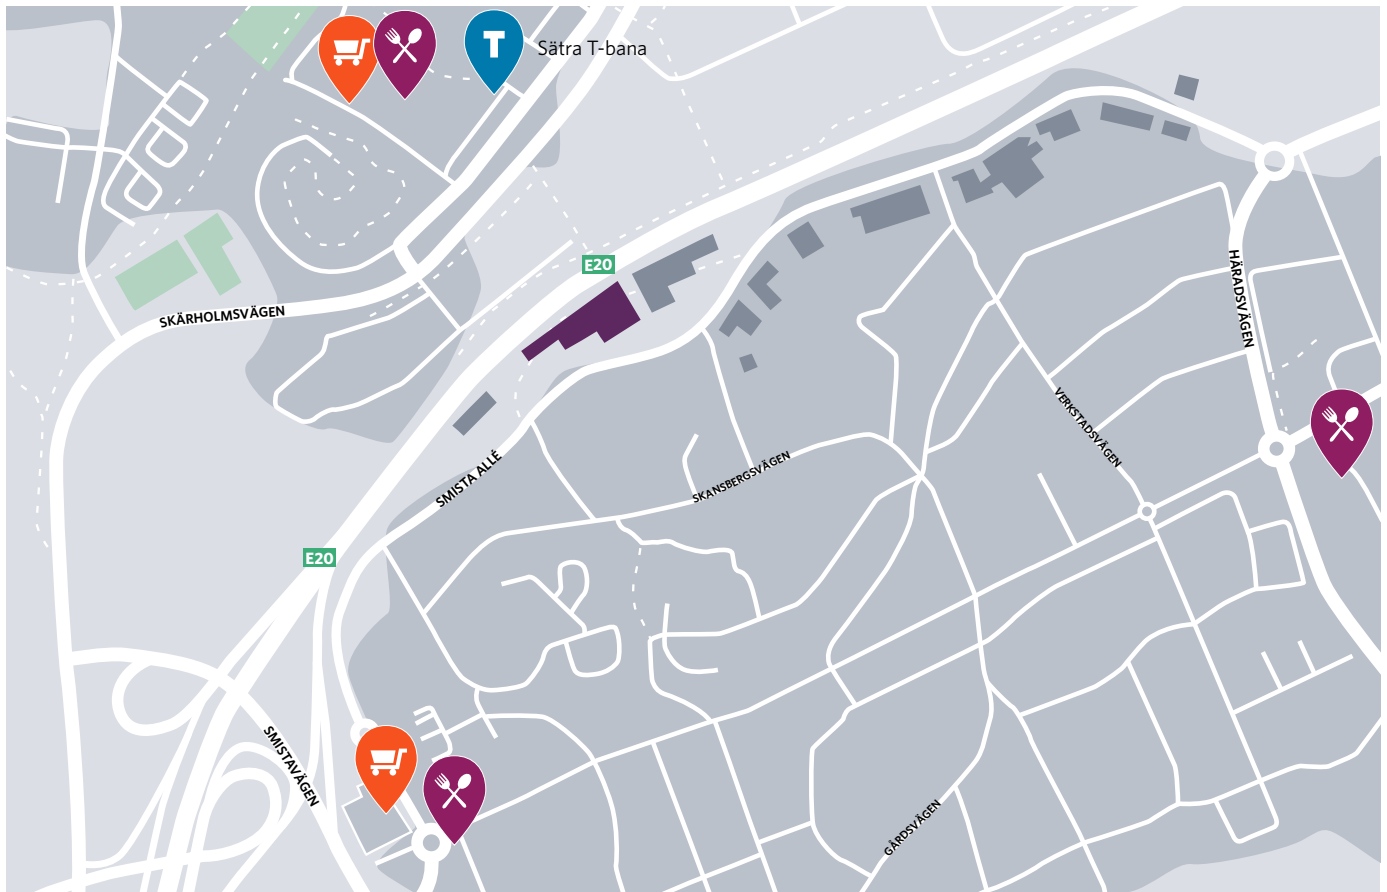 T
Sätra T-bana
E20
HÄRADSVÄGEN
SKÄRHOLMSVÄGEN
VERKSTADSVÄGEN
SMISTA ALLÉ
SKANSBERGSVÄGEN
E20
SMISTAVÄGEN
GÅRDSVÄGEN